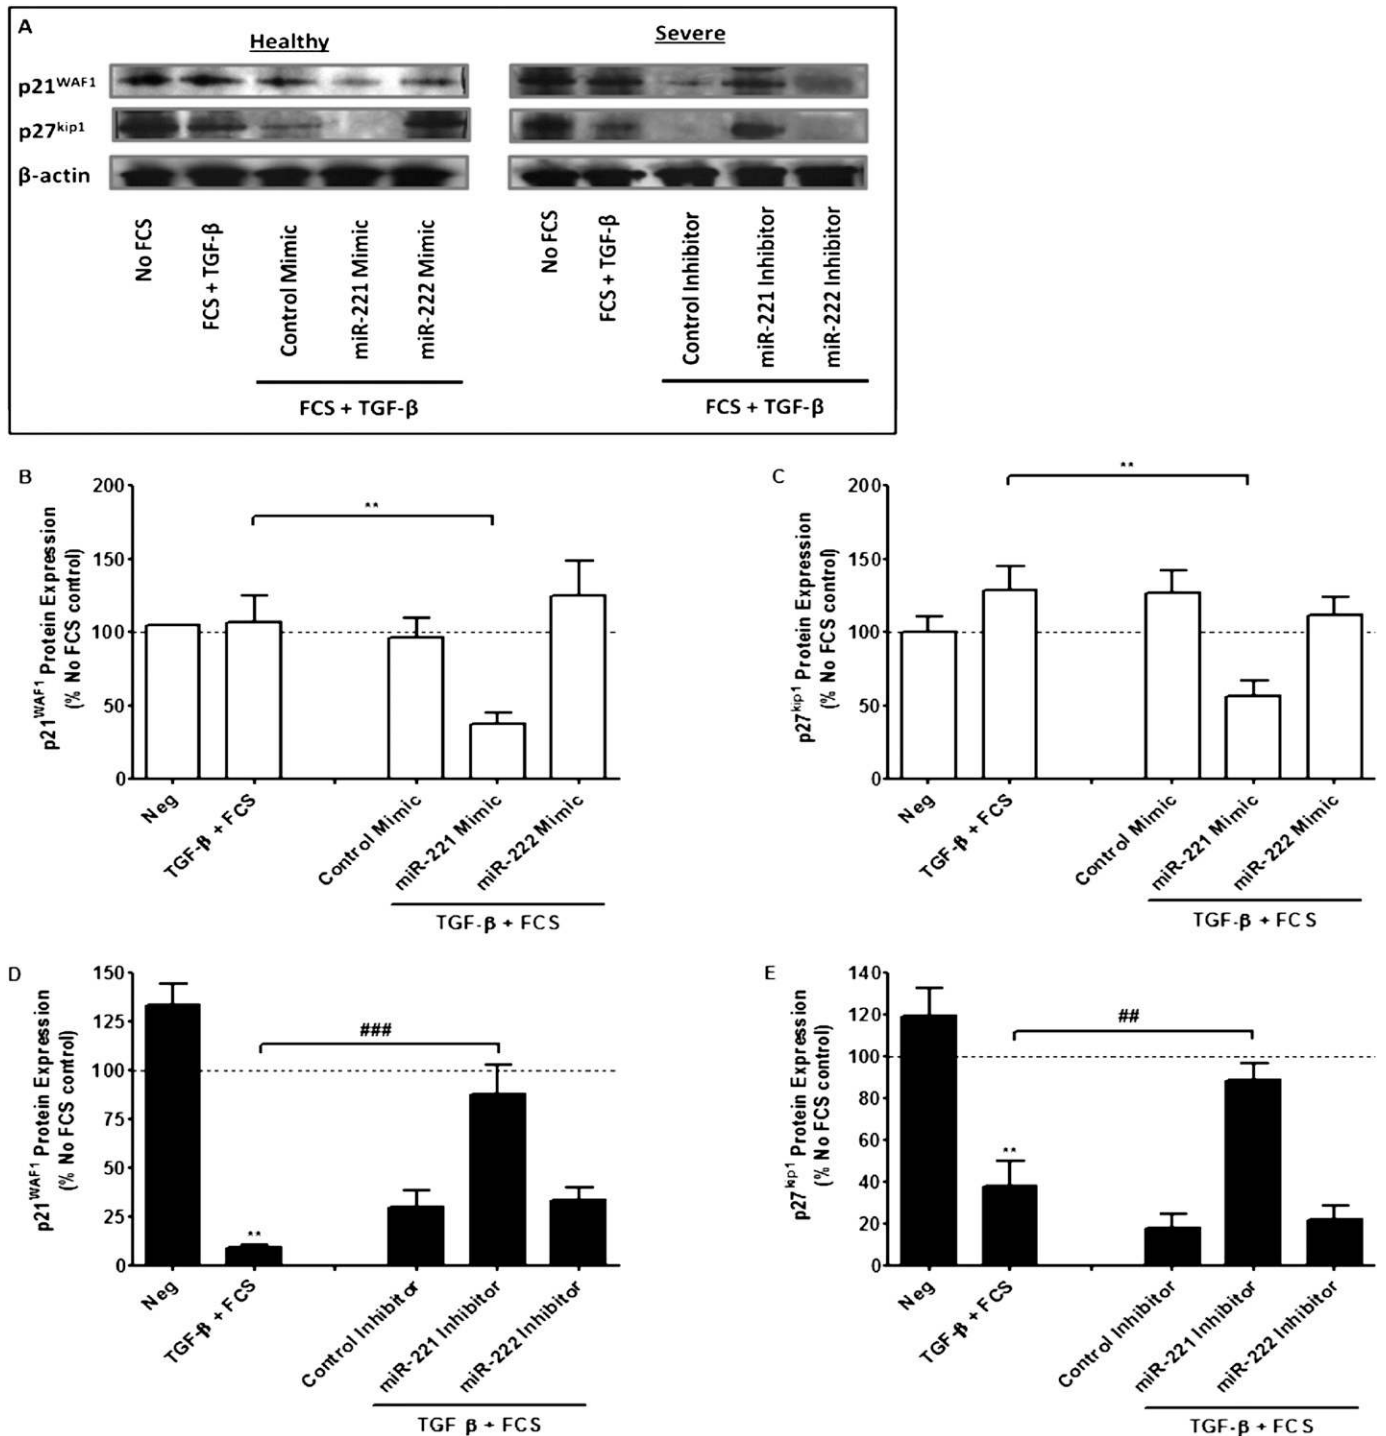 A
Healthy
Severe
p21WAF1
p27kip1
β-actin
No FCS
FCS + TGF-β
Control Mimic
miR-221 Mimic
miR-222 Mimic
FCS + TGF-β
No FCS
FCS + TGF-β
Control Inhibitor
miR-221 Inhibitor
miR-222 Inhibitor
FCS + TGF-β
B
p21WAF1 Protein Expression
(% No FCS control)
200
150
100
50
0
**
Neg
TGF-β + FCS
Control Mimic
miR-221 Mimic
miR-222 Mimic
TGF-β + FCS
C
p27kip1 Protein Expression
(% No FCS control)
200
150
100
50
0
**
Neg
TGF-β + FCS
Control Mimic
miR-221 Mimic
miR-222 Mimic
TGF-β + FCS
D
p21WAF1 Protein Expression
(% No FCS control)
150
125
100
75
50
25
0
###
**
Neg
TGF-β + FCS
Control Inhibitor
miR-221 Inhibitor
miR-222 Inhibitor
TGF β + FCS
E
p27kip1 Protein Expression
(% No FCS control)
140
120
100
80
60
40
20
0
##
**
Neg
TGF-β + FCS
Control Inhibitor
miR-221 Inhibitor
miR-222 Inhibitor
TGF-β + FCS